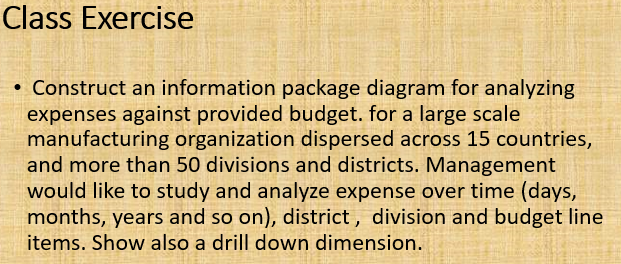 Class Exercise
• Construct an information package diagram for analyzing
expenses against provided budget. for a large scale
manufacturing organization dispersed across 15 countries,
and more than 50 divisions and districts. Management
would like to study and analyze expense over time (days,
months, years and so on), district , division and budget line
items. Show also a drill down dimension.